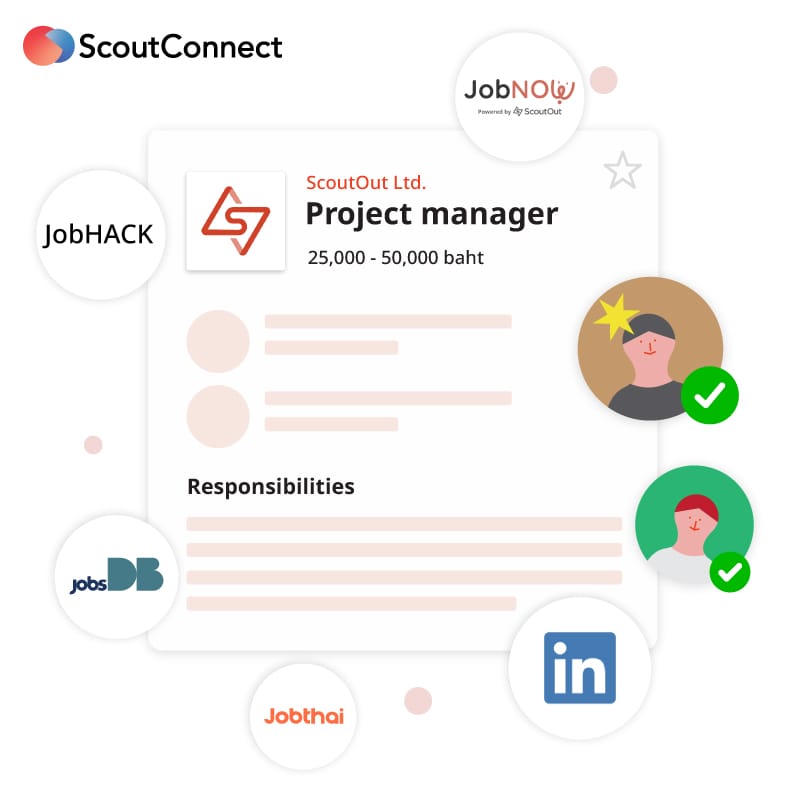 ScoutConnect
JobNOW
Powered by ScoutOut
ScoutOut Ltd.
Project manager
25,000 - 50,000 baht
JobHACK
Responsibilities
jobsDB
in
Jobthai